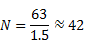 N = 63/1.5 ≈ 42